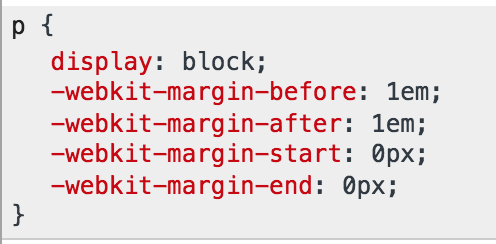 p {
display: block;
-webkit-margin-before: 1em;
-webkit-margin-after: 1em;
-webkit-margin-start: 0px;
-webkit-margin-end: 0px;
}